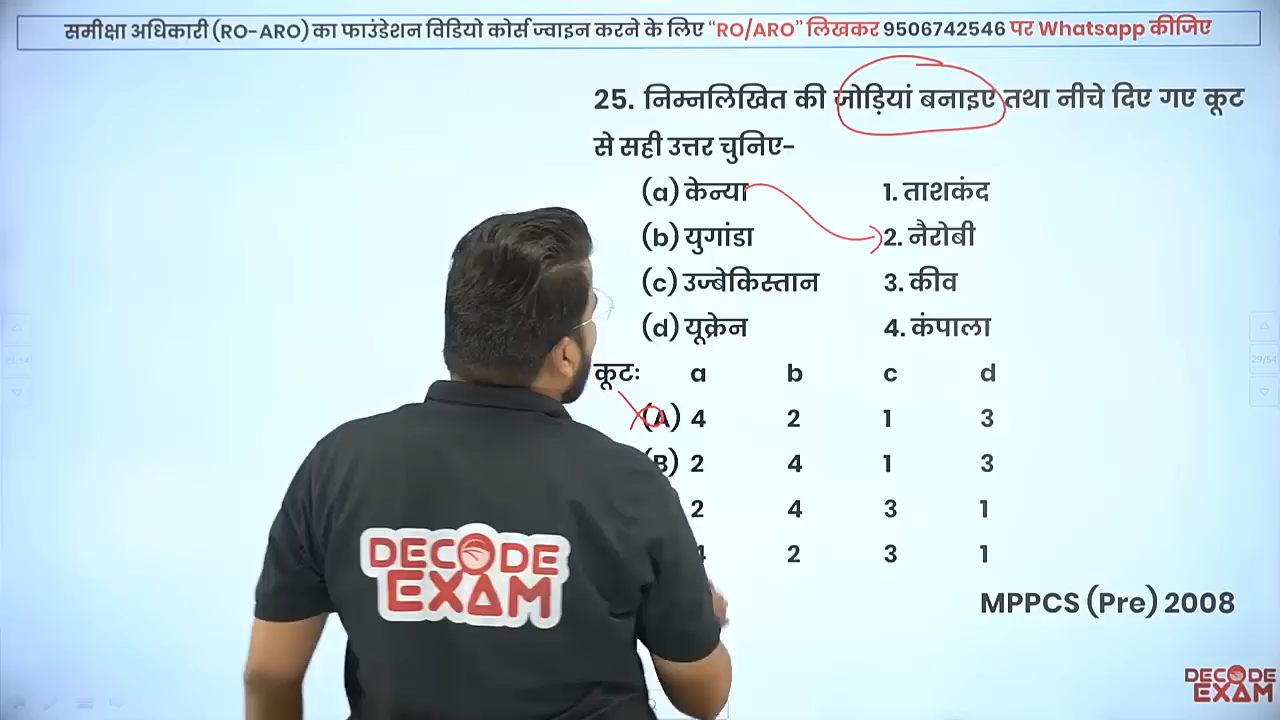 समीक्षा अधिकारी (RO-ARO) का फाउंडेशन विडियो कोर्स ज्वाइन करने के लिए “RO/ARO” लिखकर 9506742546 पर Whatsapp कीजिए
25. निम्नलिखित की जोड़ियां बनाइए तथा नीचे दिए गए कूट
से सही उत्तर चुनिए-
(a) केन्या 1. ताशकंद
(b) युगांडा 2. नैरोबी
(c) उज्बेकिस्तान 3. कीव
(d) यूक्रेन 4. कंपाला
कूटः a b c d
(A) 4 2 1 3
(B) 2 4 1 3
2 4 3 1
2 3 1
MPPCS (Pre) 2008
DECODE
EXAM
DECODE
EXAM
29/54